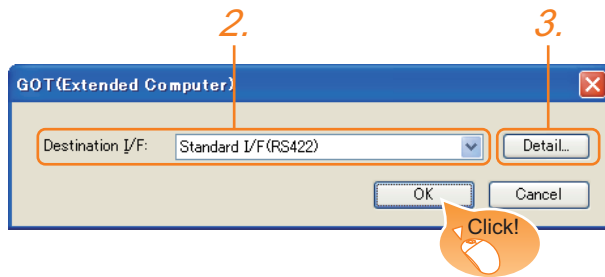 2.
3.
GOT(Extended Computer)
Destination I/F:
Standard I/F(RS422)
Detail...
OK
Cancel
Click!